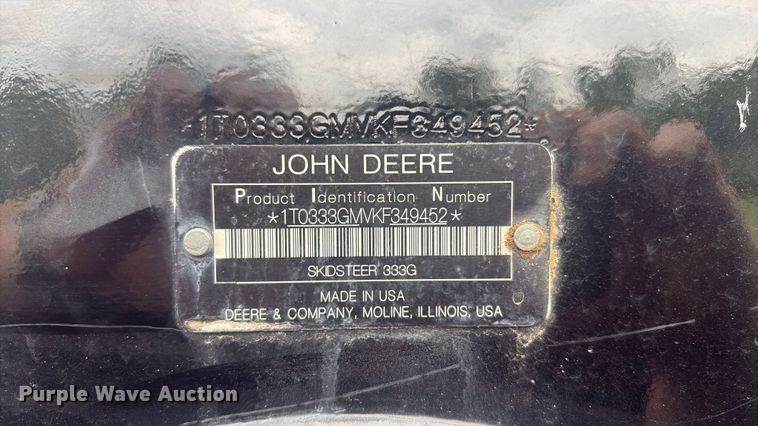 *1T0333GMVKF349452*
JOHN DEERE
Product Identification Number
*1T0333GMVKF349452*
SKIDSTEER 333G
MADE IN USA
DEERE & COMPANY, MOLINE, ILLINOIS, USA
Purple Wave Auction